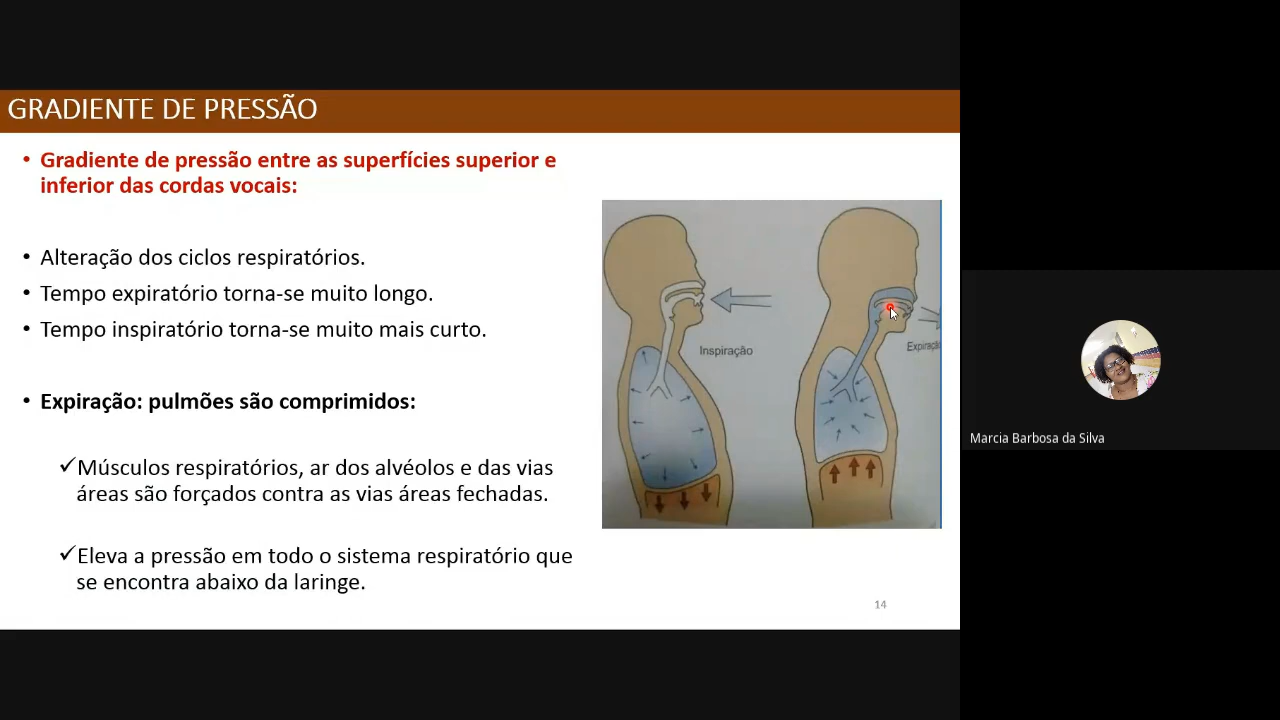 GRADIENTE DE PRESSÃO
• Gradiente de pressão entre as superfícies superior e
inferior das cordas vocais:
• Alteração dos ciclos respiratórios.
• Tempo expiratório torna-se muito longo.
• Tempo inspiratório torna-se muito mais curto.
• Expiração: pulmões são comprimidos:
✓Músculos respiratórios, ar dos alvéolos e das vias
áreas são forçados contra as vias áreas fechadas.
✓Eleva a pressão em todo o sistema respiratório que
se encontra abaixo da laringe.
Inspiração
Expiraçã
14
Marcia Barbosa da Silva